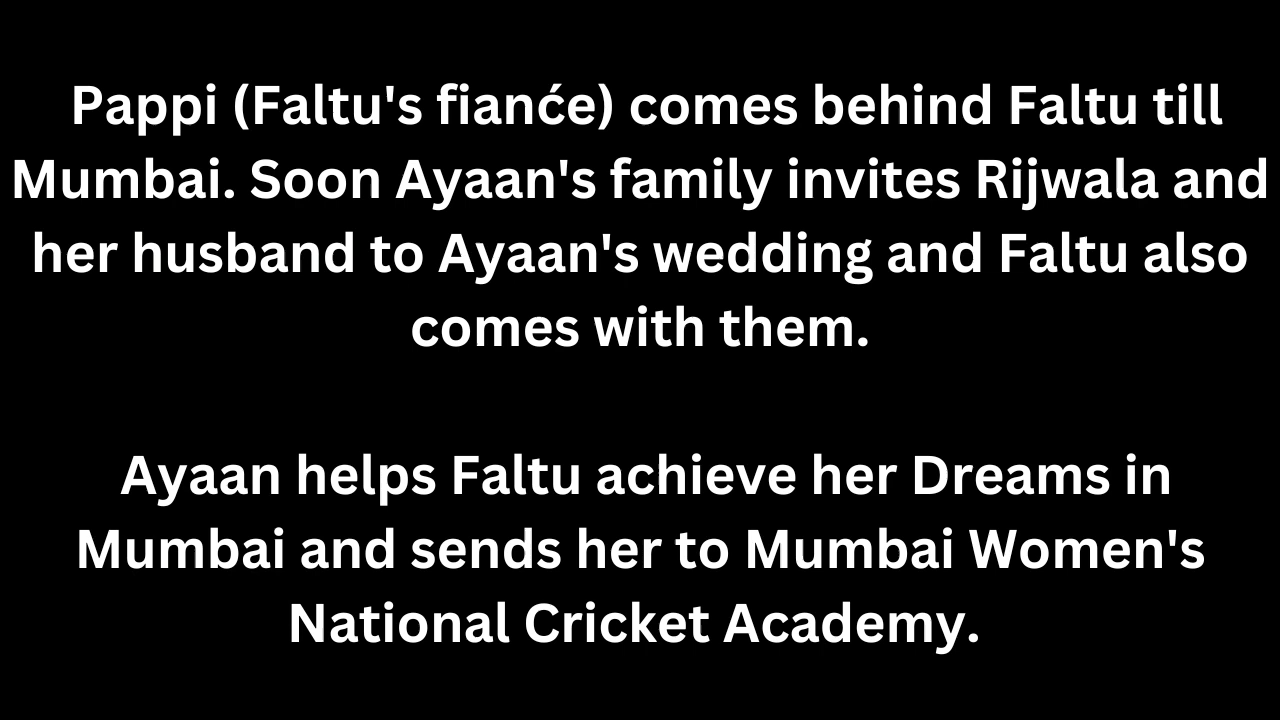 Pappi (Faltu's fianće) comes behind Faltu till
Mumbai. Soon Ayaan's family invites Rijwala and
her husband to Ayaan's wedding and Faltu also
comes with them.
Ayaan helps Faltu achieve her Dreams in
Mumbai and sends her to Mumbai Women's
National Cricket Academy.